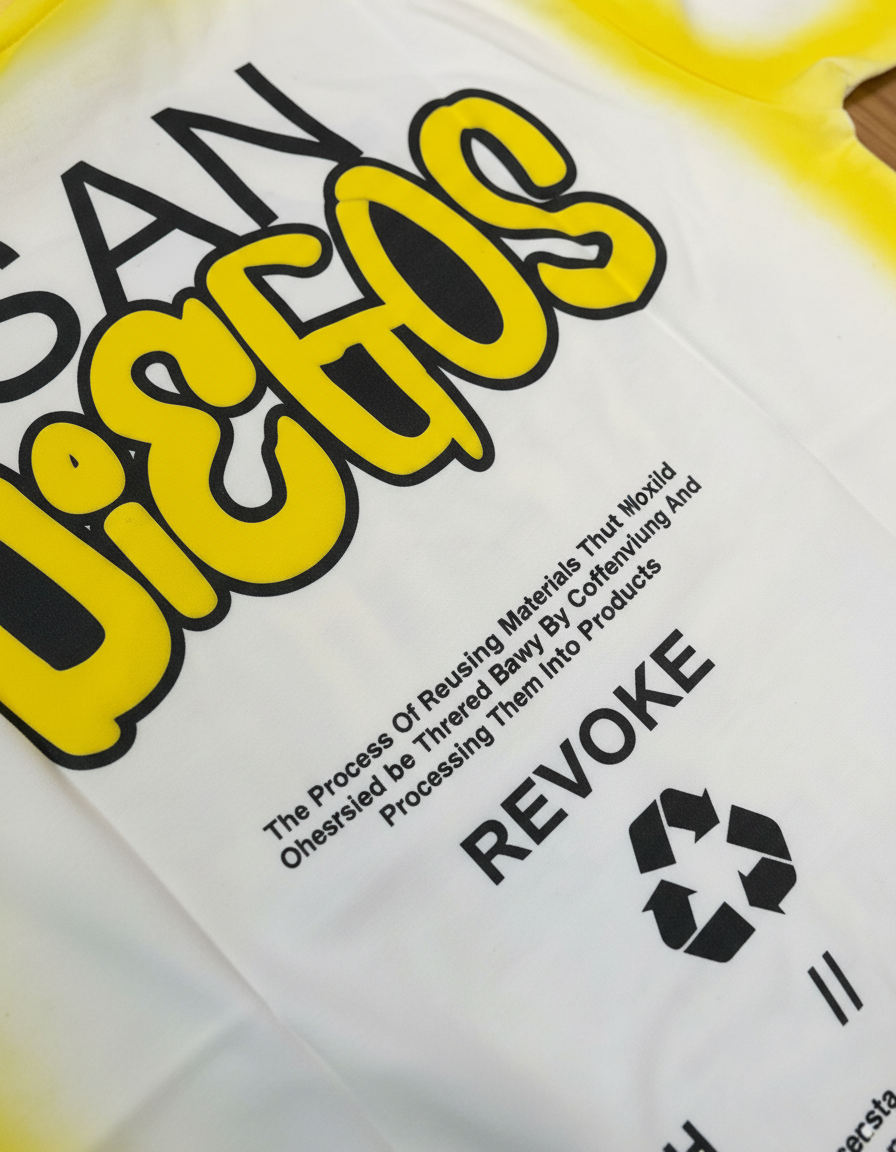 SAN
DiEGOS
The Process Of Reusing Materials Thut Woxild
Ohesrsied be Threred Bawy By Coffenviung And
Processing Them Into Products
REVOKE
//